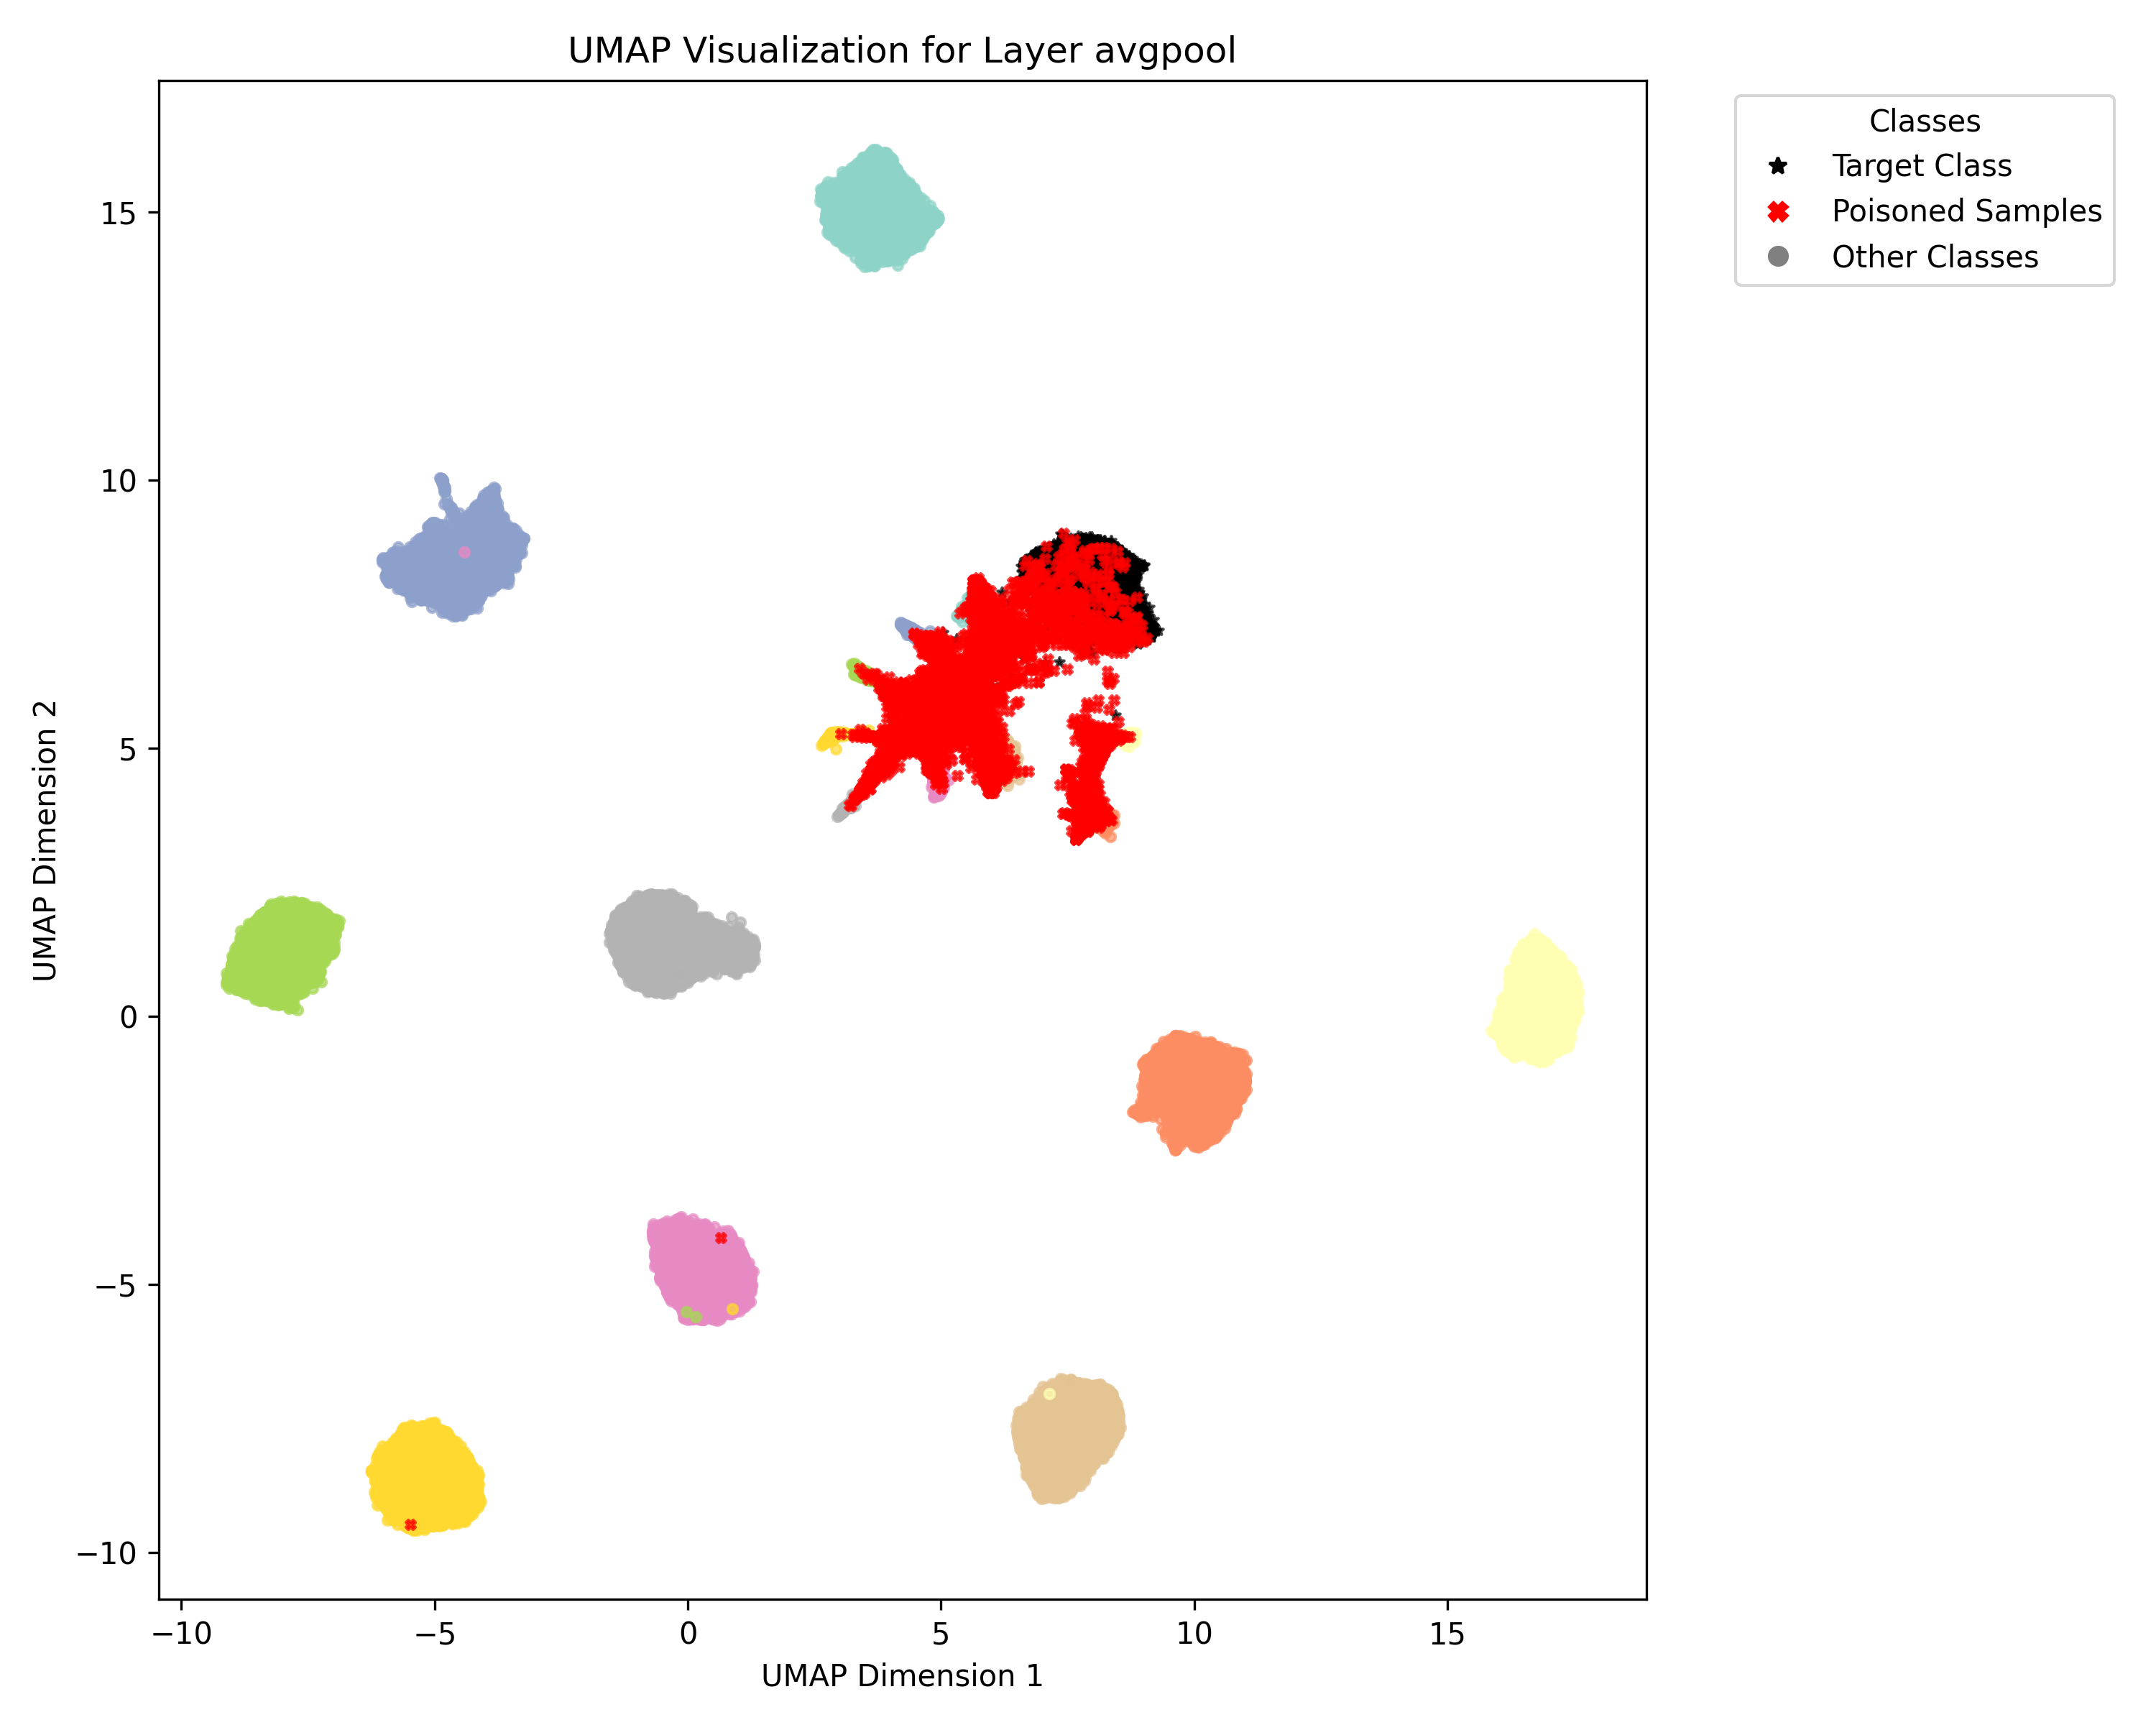 UMAP Visualization for Layer avgpool
Classes
Target Class
Poisoned Samples
Other Classes
15
10
5
0
−5
−10
UMAP Dimension 2
−10
−5
0
5
10
15
UMAP Dimension 1